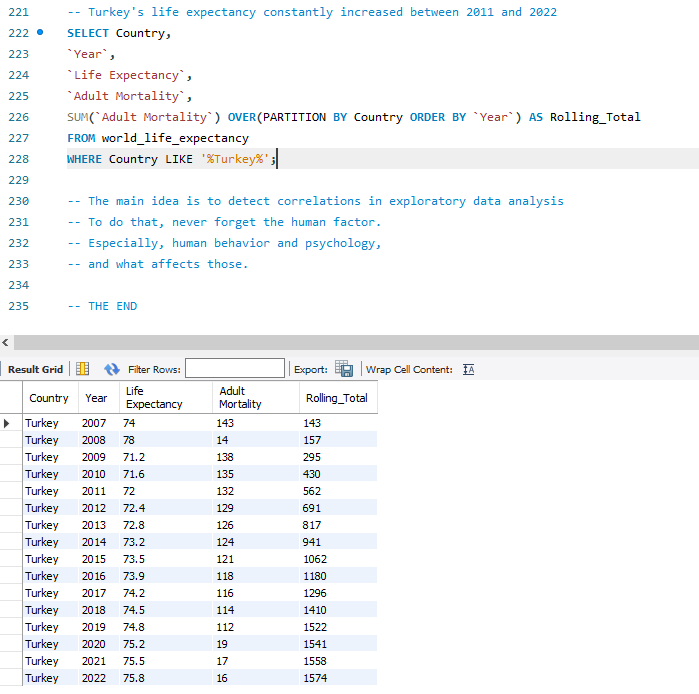 221 -- Turkey's life expectancy constantly increased between 2011 and 2022
222 SELECT Country,
223 `Year`,
224 `Life Expectancy`,
225 `Adult Mortality`,
226 SUM(`Adult Mortality`) OVER(PARTITION BY Country ORDER BY `Year`) AS Rolling_Total
227 FROM world_life_expectancy
228 WHERE Country LIKE '%Turkey%';
229
230 -- The main idea is to detect correlations in exploratory data analysis
231 -- To do that, never forget the human factor.
232 -- Especially, human behavior and psychology,
233 -- and what affects those.
234
235 -- THE END
Result Grid Filter Rows: Export: Wrap Cell Content: IA
Country Year Life Expectancy Adult Mortality Rolling_Total
Turkey 2007 74 143 143
Turkey 2008 78 14 157
Turkey 2009 71.2 138 295
Turkey 2010 71.6 135 430
Turkey 2011 72 132 562
Turkey 2012 72.4 129 691
Turkey 2013 72.8 126 817
Turkey 2014 73.2 124 941
Turkey 2015 73.5 121 1062
Turkey 2016 73.9 118 1180
Turkey 2017 74.2 116 1296
Turkey 2018 74.5 114 1410
Turkey 2019 74.8 112 1522
Turkey 2020 75.2 19 1541
Turkey 2021 75.5 17 1558
Turkey 2022 75.8 16 1574